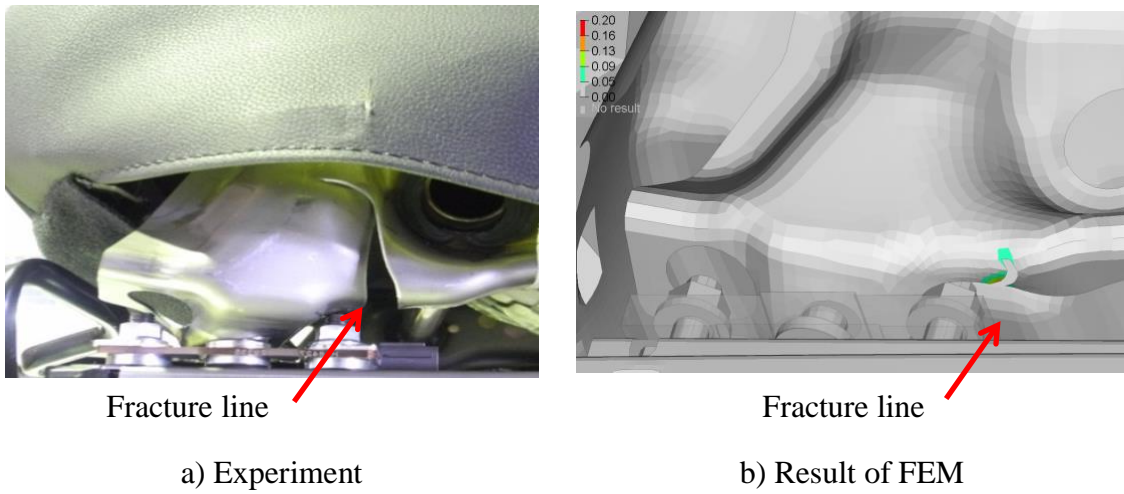 0.20
0.16
0.13
0.09
0.05
0.00
No result
Fracture line
Fracture line
a) Experiment
b) Result of FEM